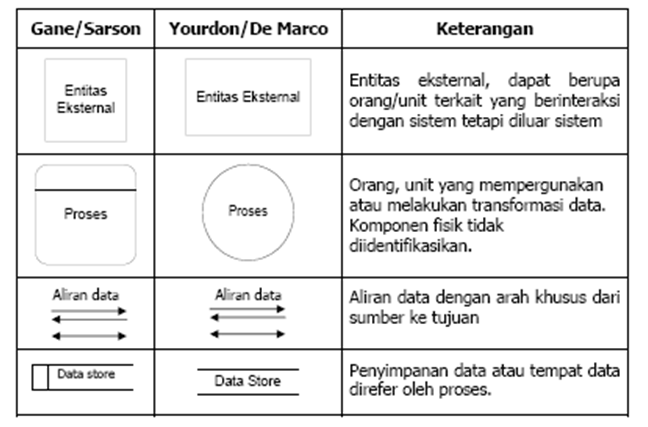 Gane/Sarson
Yourdon/De Marco
Keterangan
Entitas
Eksternal
Entitas Eksternal
Entitas eksternal, dapat berupa
orang/unit terkait yang berinteraksi
dengan sistem tetapi diluar sistem
Proses
Proses
Orang, unit yang mempergunakan
atau melakukan transformasi data.
Komponen fisik tidak
diidentifikasikan.
Aliran data
Aliran data
Aliran data dengan arah khusus dari
sumber ke tujuan
Data store
Data Store
Penyimpanan data atau tempat data
direfer oleh proses.